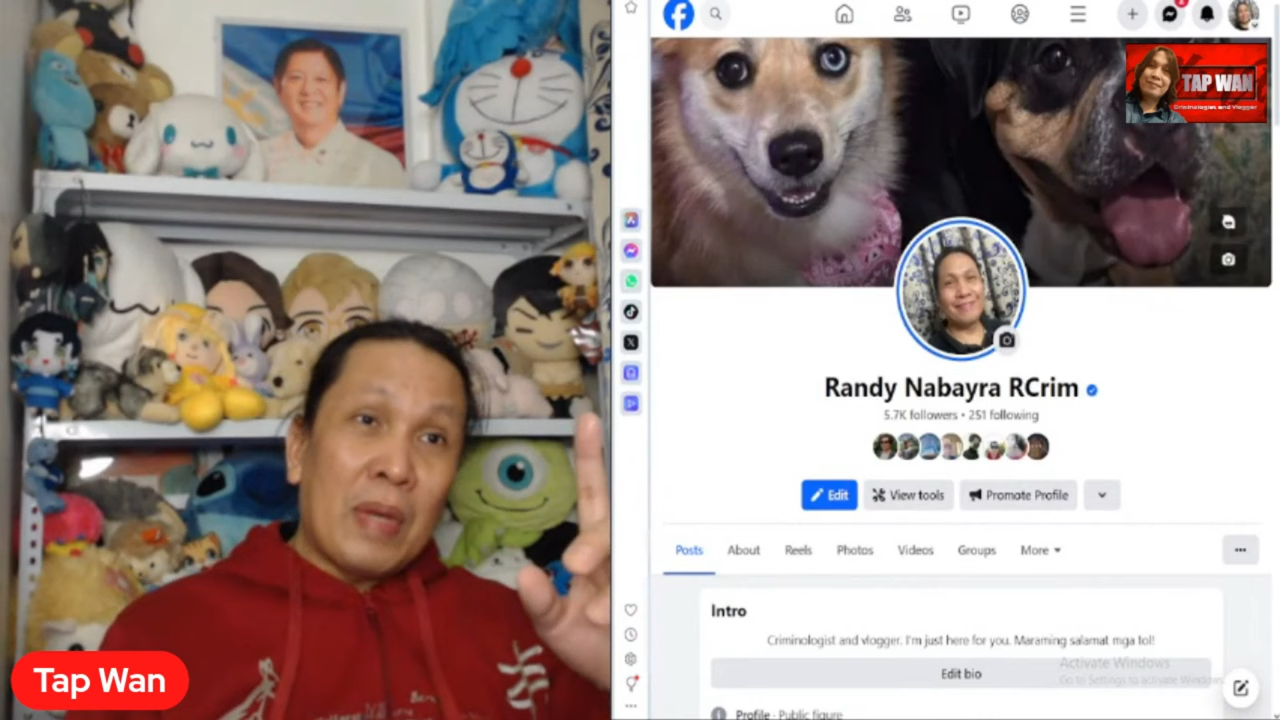 TAP WAN
Criminologist and Vlogger
Randy Nabayra RCrim
5.7K followers • 251 following
Edit
View tools
Promote Profile
Posts
About
Reels
Photos
Videos
Groups
More
Intro
Criminologist and vlogger. I'm just here for you. Maraming salamat mga lol!
Edit bio
Activate Windows
Go to Settings to activate Windows
Profile · Public figure
Tap Wan